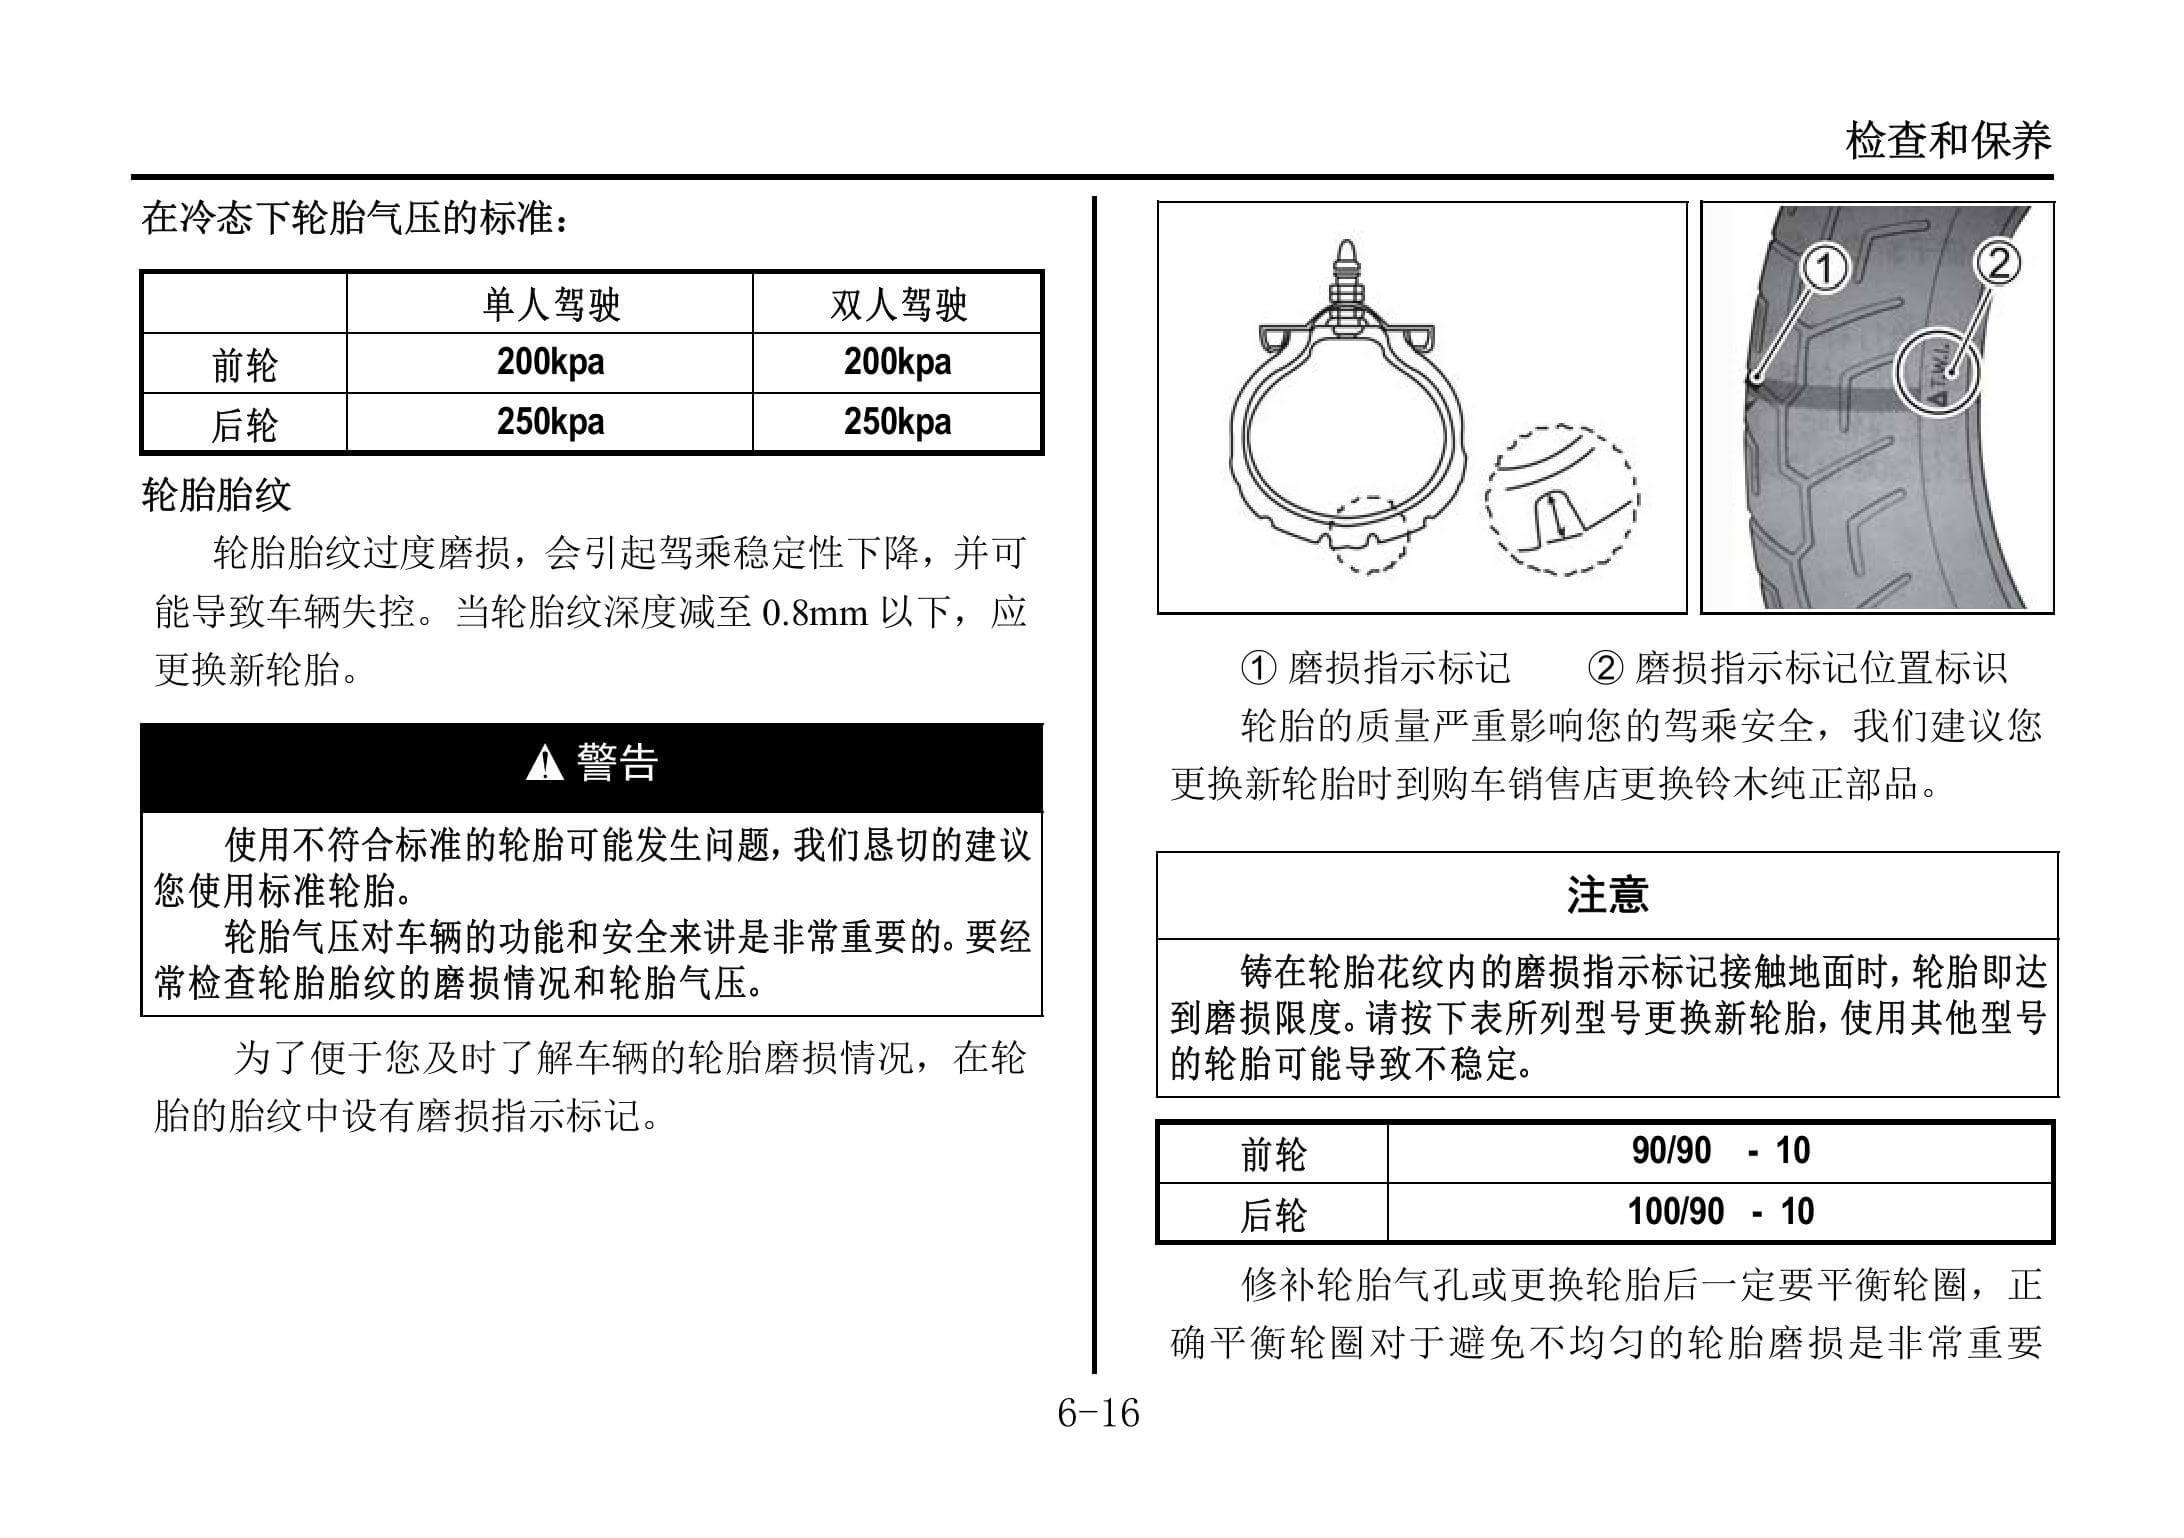 检查和保养
在冷态下轮胎气压的标准：
单人驾驶 双人驾驶
前轮 200kpa 200kpa
后轮 250kpa 250kpa
轮胎胎纹
轮胎胎纹过度磨损，会引起驾乘稳定性下降，并可
能导致车辆失控。当轮胎纹深度减至 0.8mm 以下，应
更换新轮胎。
警告
使用不符合标准的轮胎可能发生问题，我们恳切的建议
您使用标准轮胎。
轮胎气压对车辆的功能和安全来讲是非常重要的。要经
常检查轮胎胎纹的磨损情况和轮胎气压。
为了便于您及时了解车辆的轮胎磨损情况，在轮
胎的胎纹中设有磨损指示标记。
① ②
△T.W.I.
① 磨损指示标记 ② 磨损指示标记位置标识
轮胎的质量严重影响您的驾乘安全，我们建议您
更换新轮胎时到购车销售店更换铃木纯正部品。
注意
铸在轮胎花纹内的磨损指示标记接触地面时，轮胎即达
到磨损限度。请按下表所列型号更换新轮胎，使用其他型号
的轮胎可能导致不稳定。
前轮 90/90 - 10
后轮 100/90 - 10
修补轮胎气孔或更换轮胎后一定要平衡轮圈，正
确平衡轮圈对于避免不均匀的轮胎磨损是非常重要
6-16